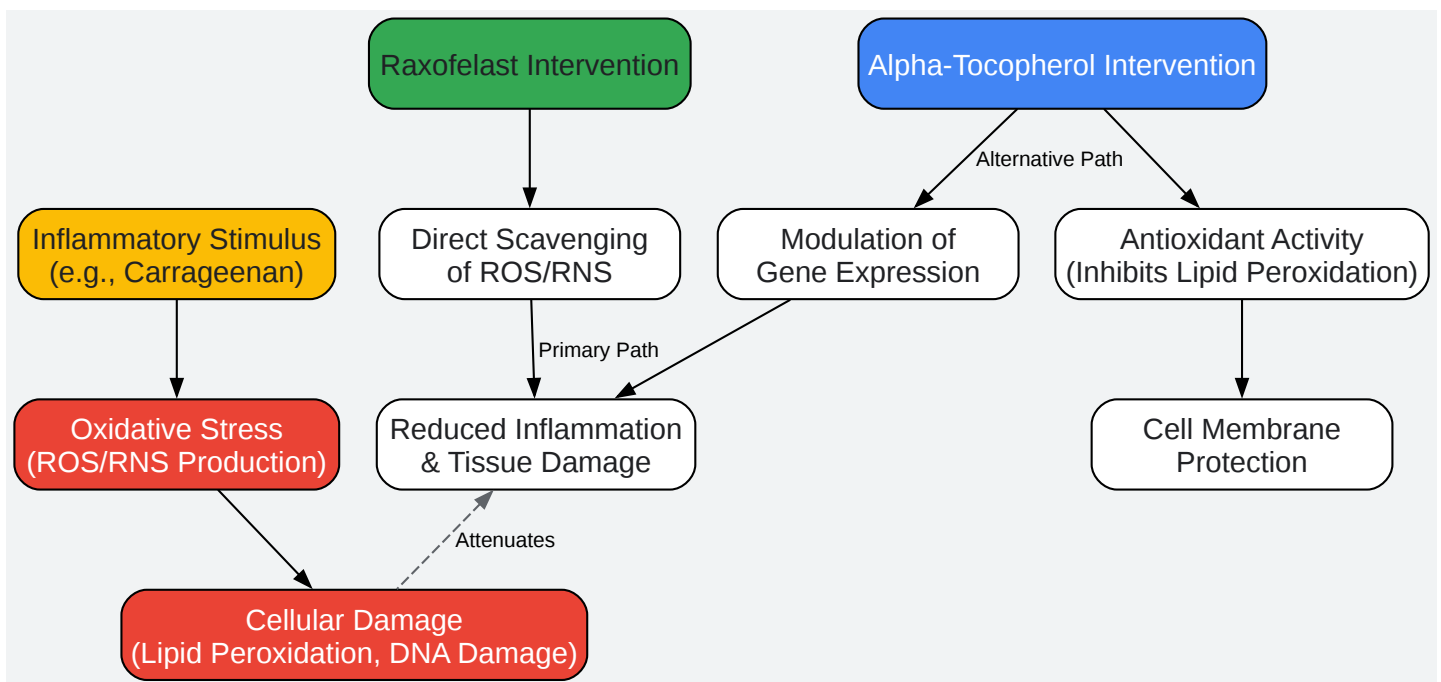 Raxofelast Intervention
Alpha-Tocopherol Intervention
Alternative Path
Inflammatory Stimulus
(e.g., Carrageenan)
Direct Scavenging
of ROS/RNS
Modulation of
Gene Expression
Antioxidant Activity
(Inhibits Lipid Peroxidation)
Primary Path
Oxidative Stress
(ROS/RNS Production)
Reduced Inflammation
& Tissue Damage
Cell Membrane
Protection
Attenuates
Cellular Damage
(Lipid Peroxidation, DNA Damage)